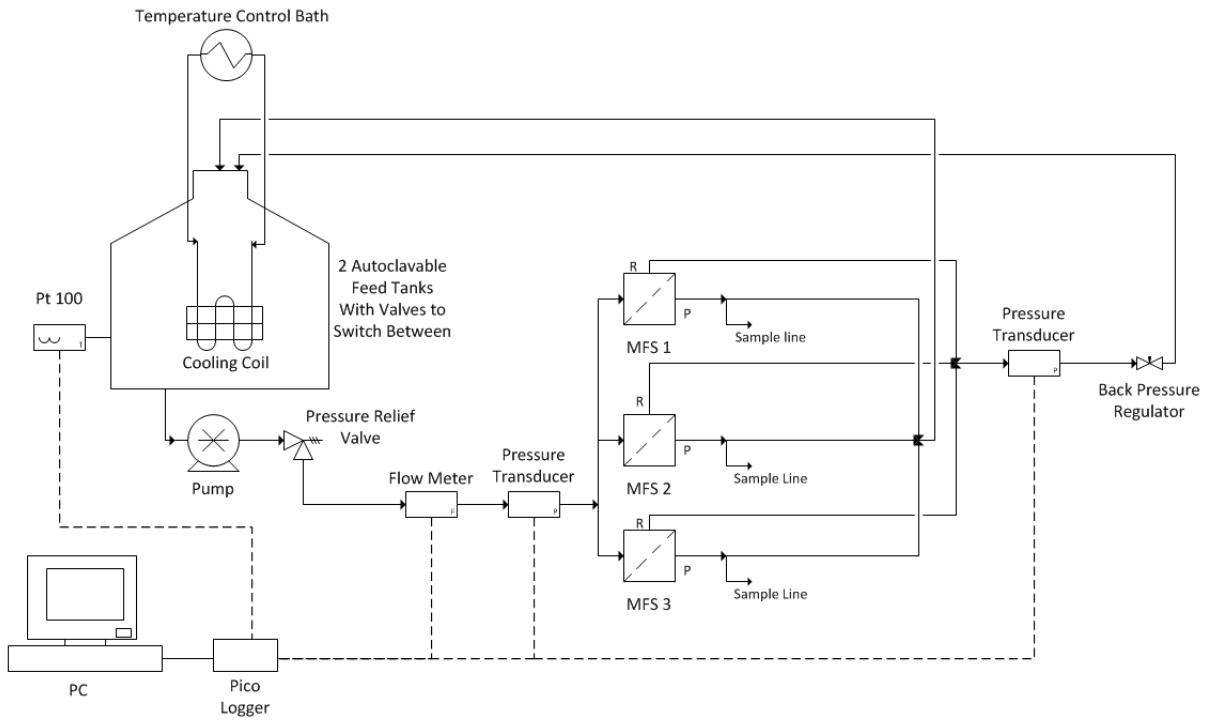 Temperature Control Bath
2 Autoclavable
Feed Tanks
With Valves to
Switch Between
Pt 100
T
Cooling Coil
R
P
Sample line
MFS 1
Pressure
Transducer
P
Back Pressure
Regulator
Pressure Relief
Valve
Pump
R
P
Sample Line
MFS 2
Flow Meter
F
Pressure
Transducer
P
R
P
Sample Line
MFS 3
PC
Pico
Logger